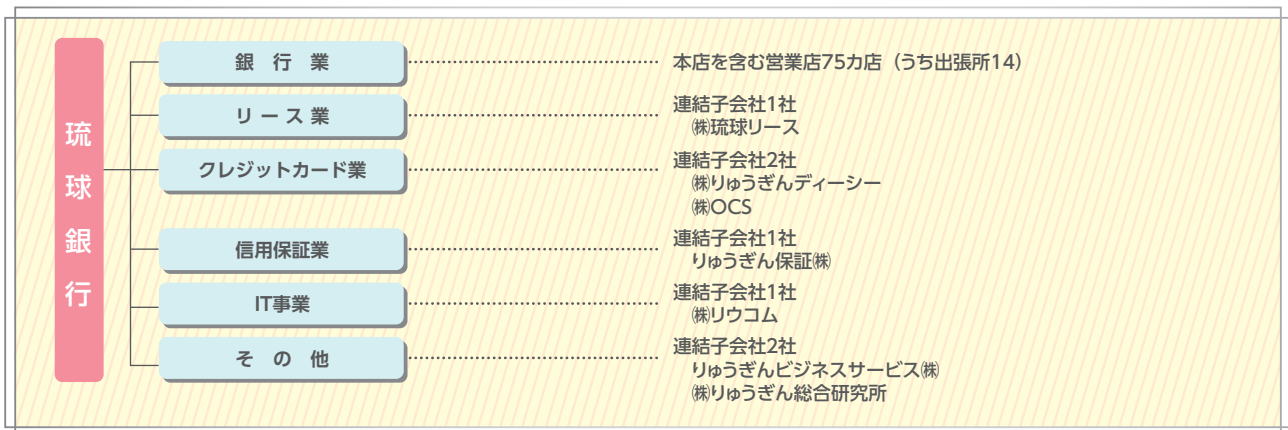 琉球銀行
銀行業 本店を含む営業店75カ店（うち出張所14）
リース業 連結子会社1社
㈱琉球リース
クレジットカード業 連結子会社2社
㈱りゅうぎんディーシー
㈱OCS
信用保証業 連結子会社1社
りゅうぎん保証㈱
IT事業 連結子会社1社
㈱リウコム
その他 連結子会社2社
りゅうぎんビジネスサービス㈱
㈱りゅうぎん総合研究所